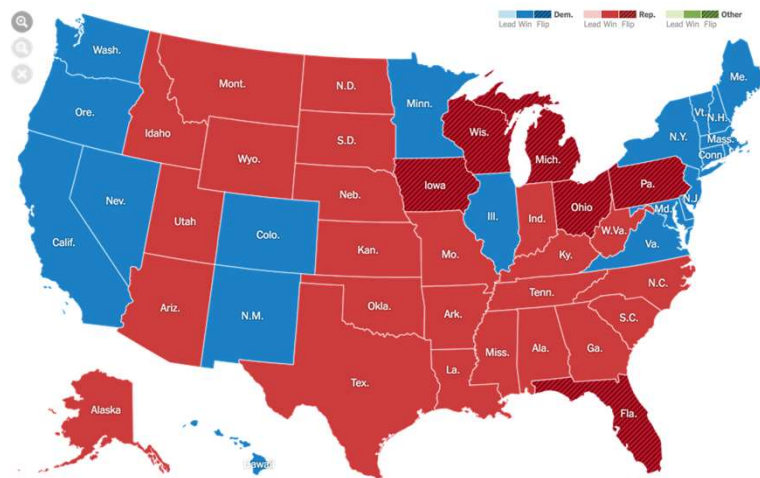 Dem. Rep. Other
Lead Win Flip Lead Win Flip Lead Win Flip
Wash.
Ore.
Calif.
Nev.
Idaho
Mont.
Wyo.
Utah
Ariz.
Colo.
N.M.
N.D.
S.D.
Neb.
Kan.
Okla.
Tex.
Minn.
Iowa
Mo.
Ark.
La.
Wis.
Ill.
Mich.
Ind.
Ohio
Ky.
Tenn.
Miss.
Ala.
Ga.
Fla.
S.C.
N.C.
Va.
W.Va.
Md.
Pa.
N.J.
N.Y.
Conn.
Mass.
Vt.
N.H.
Me.
Alaska
Hawaii